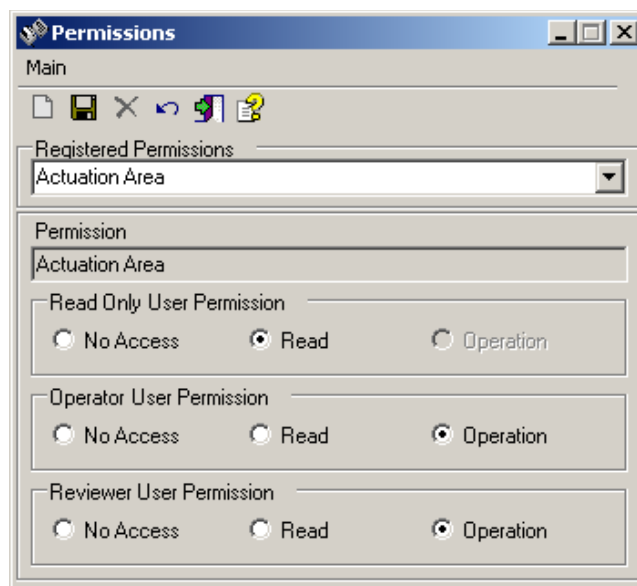 Permissions
Main
Registered Permissions
Actuation Area
Permission
Actuation Area
Read Only User Permission
No Access Read Operation
Operator User Permission
No Access Read Operation
Reviewer User Permission
No Access Read Operation